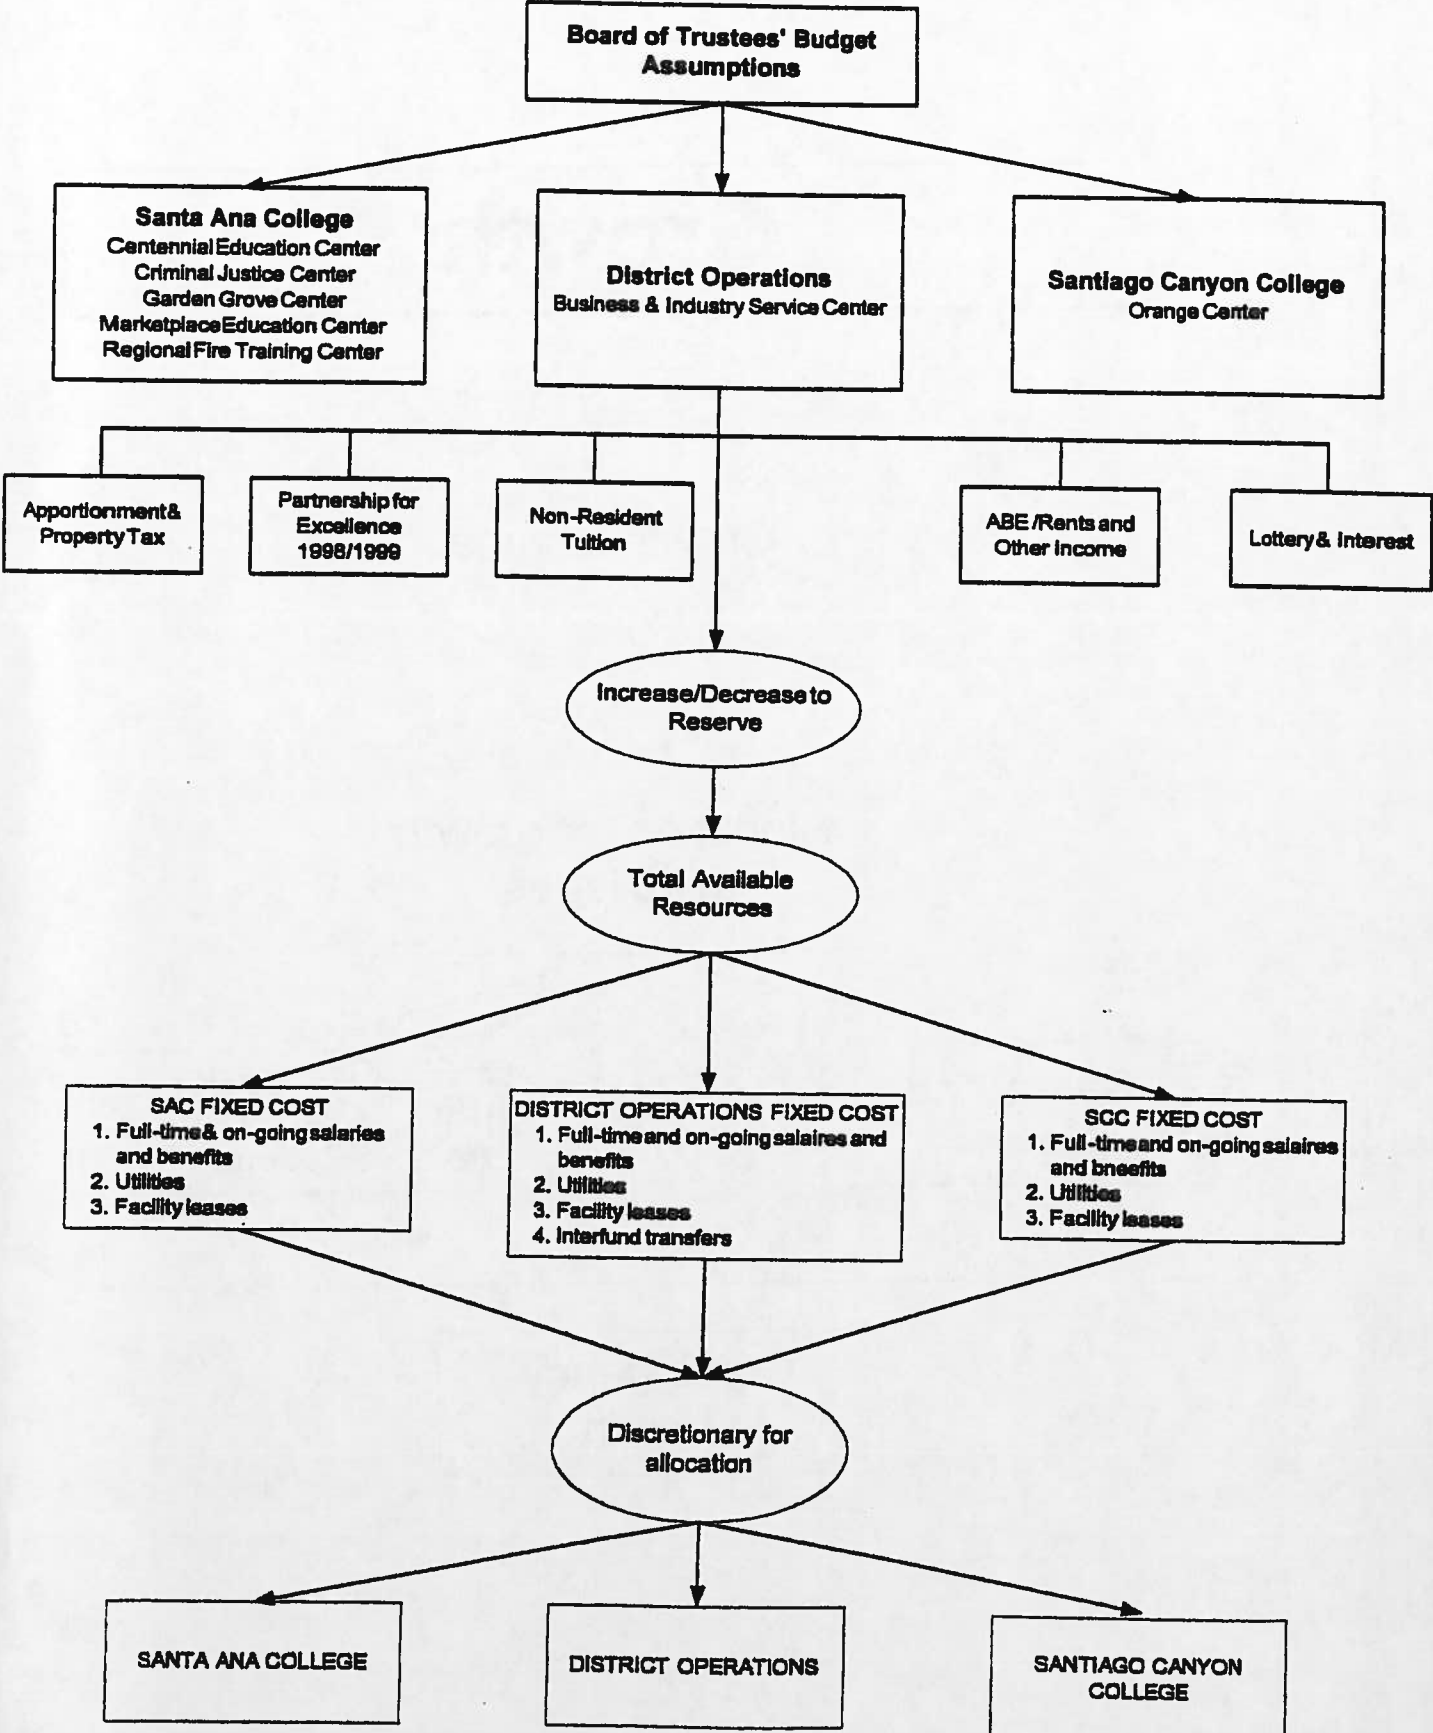 Board of Trustees' Budget
Assumptions
Santa Ana College
Centennial Education Center
Criminal Justice Center
Garden Grove Center
Marketplace Education Center
Regional Fire Training Center
District Operations
Business & Industry Service Center
Santiago Canyon College
Orange Center
Apportionment &
Property Tax
Partnership for
Excellence
1998/1999
Non-Resident
Tuition
ABE /Rents and
Other Income
Lottery & Interest
Increase/Decrease to
Reserve
Total Available
Resources
SAC FIXED COST
1. Full-time & on-going salaries
and benefits
2. Utilities
3. Facility leases
DISTRICT OPERATIONS FIXED COST
1. Full-time and on-going salaires and
benefits
2. Utilities
3. Facility leases
4. Interfund transfers
SCC FIXED COST
1. Full-time and on-going salaires
and bneefits
2. Utilities
3. Facility leases
Discretionary for
allocation
SANTA ANA COLLEGE
DISTRICT OPERATIONS
SANTIAGO CANYON
COLLEGE